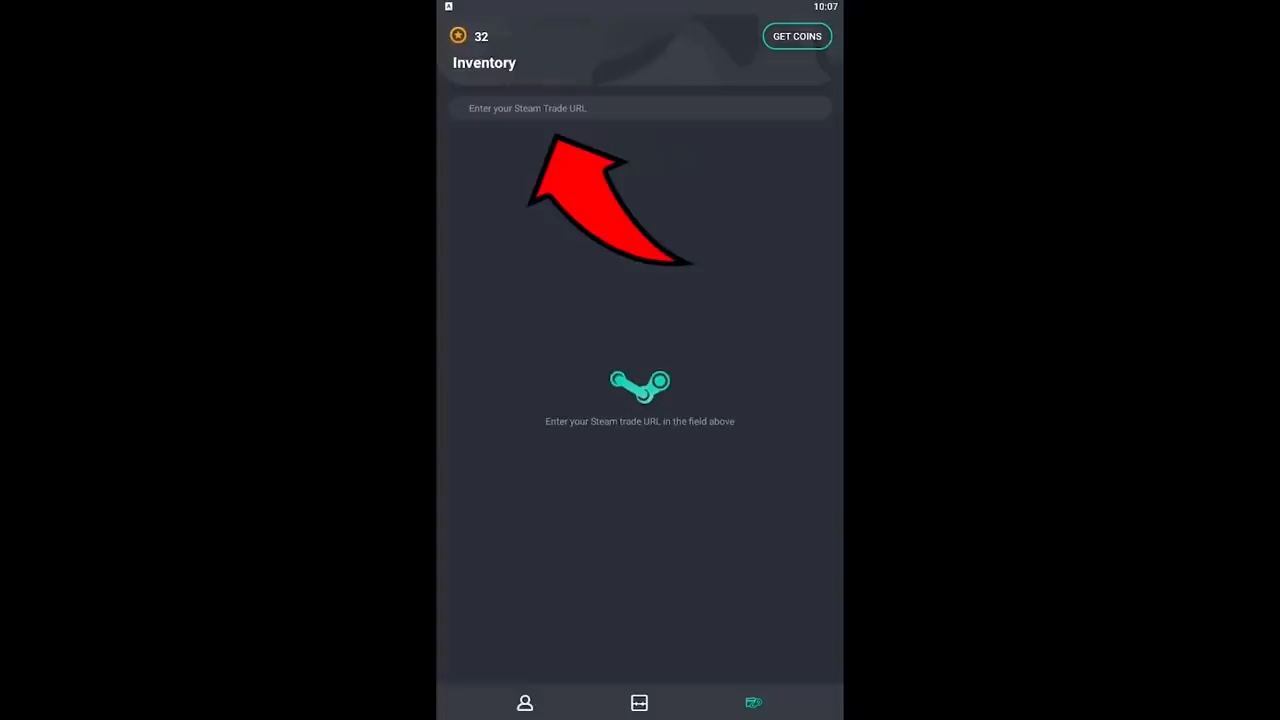 A
10:07
32
GET COINS
Inventory
Enter your Steam Trade URL
Enter your Steam trade URL in the field above